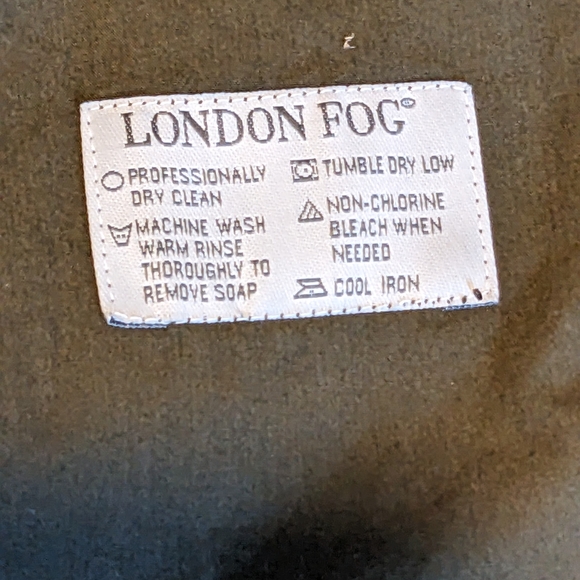 LONDON FOG®
PROFESSIONALLY
DRY CLEAN
MACHINE WASH
WARM RINSE
THOROUGHLY TO
REMOVE SOAP
TUMBLE DRY LOW
NON-CHLORINE
BLEACH WHEN
NEEDED
COOL IRON